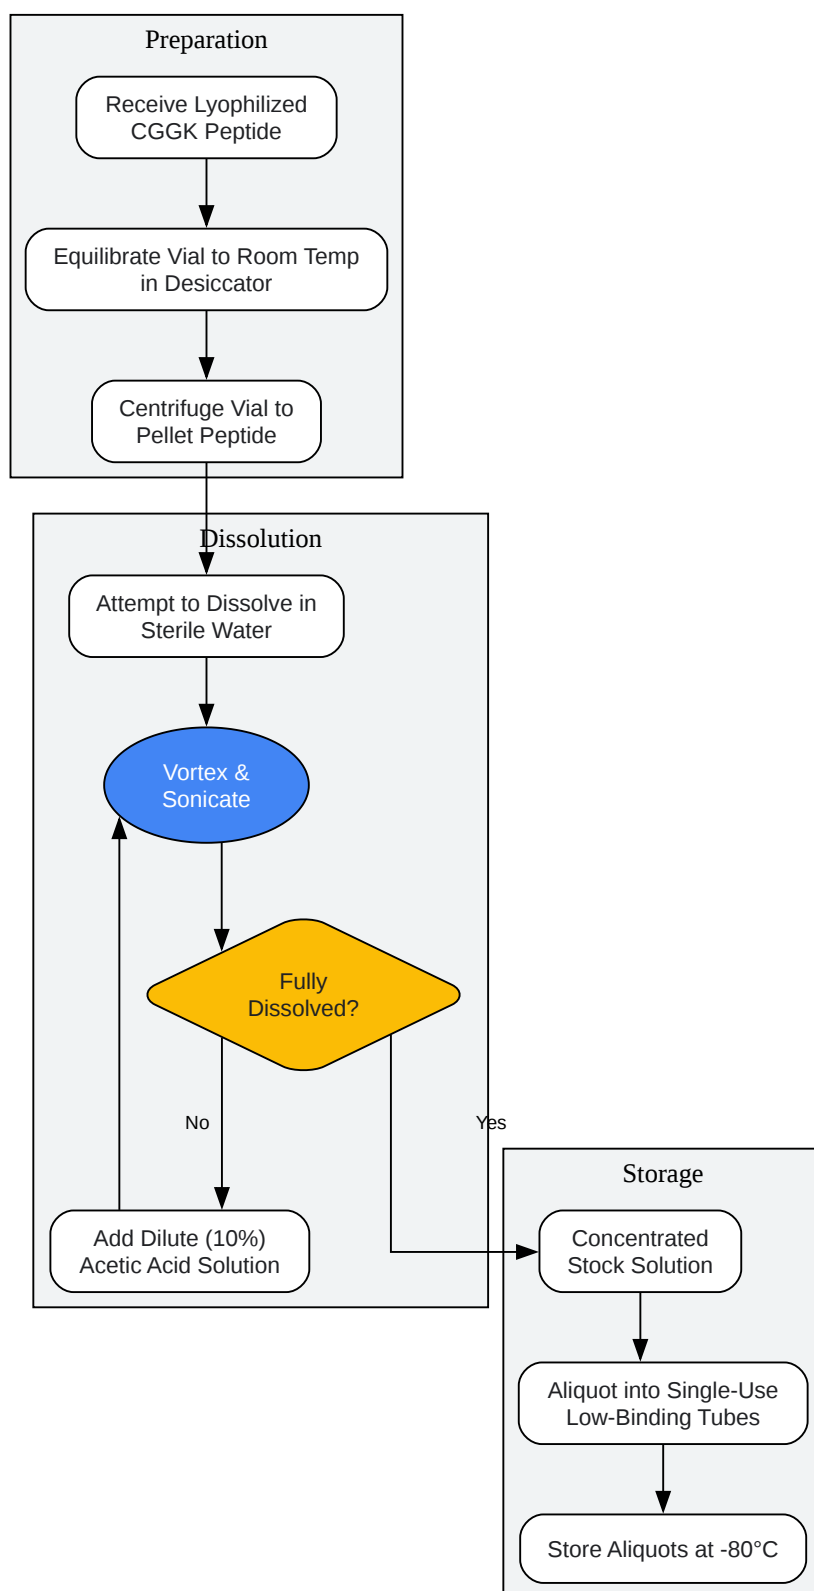 Preparation
Receive Lyophilized
CGGK Peptide
Equilibrate Vial to Room Temp
in Desiccator
Centrifuge Vial to
Pellet Peptide
Dissolution
Attempt to Dissolve in
Sterile Water
Vortex &
Sonicate
Fully
Dissolved?
No
Yes
Add Dilute (10%)
Acetic Acid Solution
Storage
Concentrated
Stock Solution
Aliquot into Single-Use
Low-Binding Tubes
Store Aliquots at -80°C